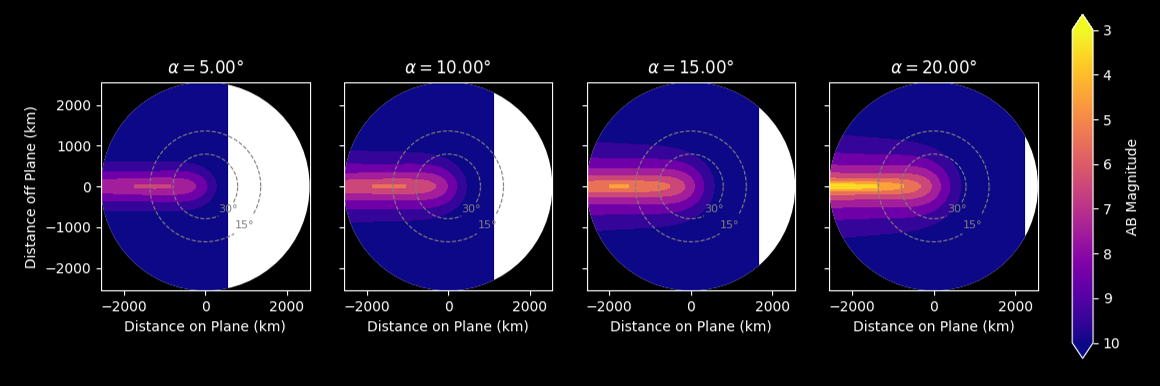 α = 5.00°
α = 10.00°
α = 15.00°
α = 20.00°
Distance off Plane (km)
2000
1000
0
−1000
−2000
30°
15°
30°
15°
30°
15°
30°
15°
−2000 0 2000
−2000 0 2000
−2000 0 2000
−2000 0 2000
Distance on Plane (km)
Distance on Plane (km)
Distance on Plane (km)
Distance on Plane (km)
3
4
5
6
7
8
9
10
AB Magnitude